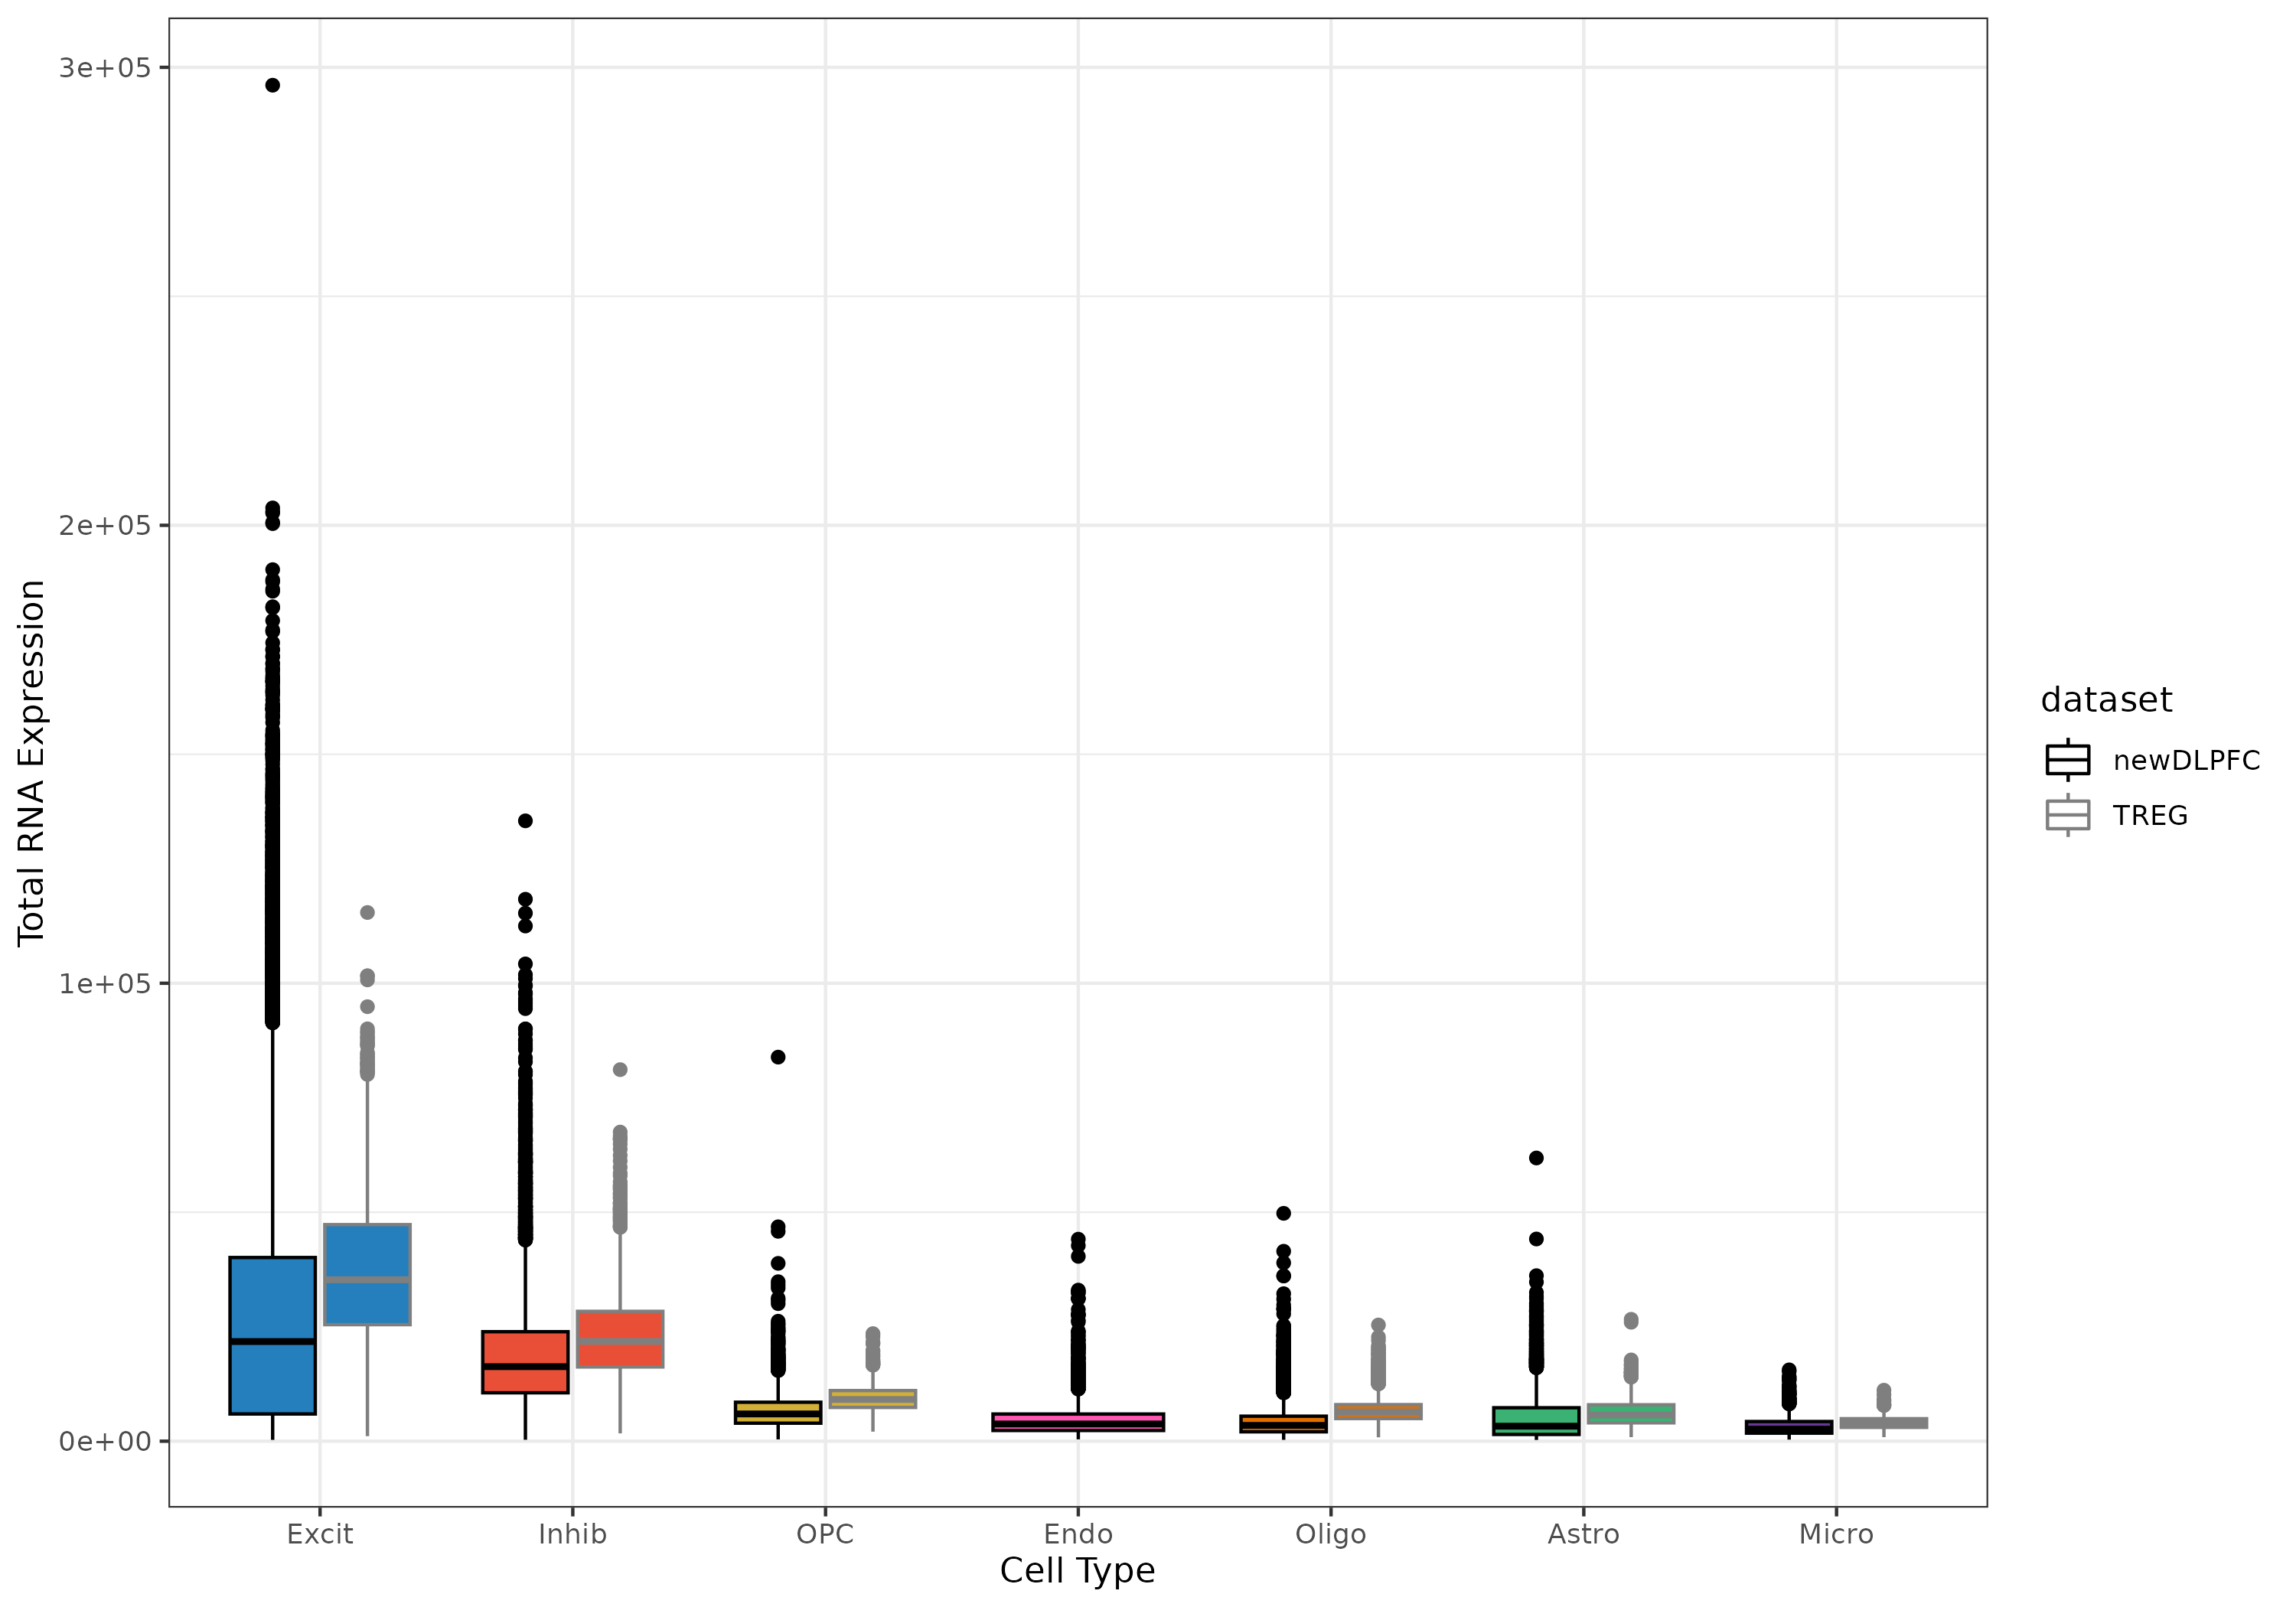 3e+05
2e+05
1e+05
0e+00
Total RNA Expression
Excit
Inhib
OPC
Endo
Oligo
Astro
Micro
Cell Type
dataset
newDLPFC
TREG